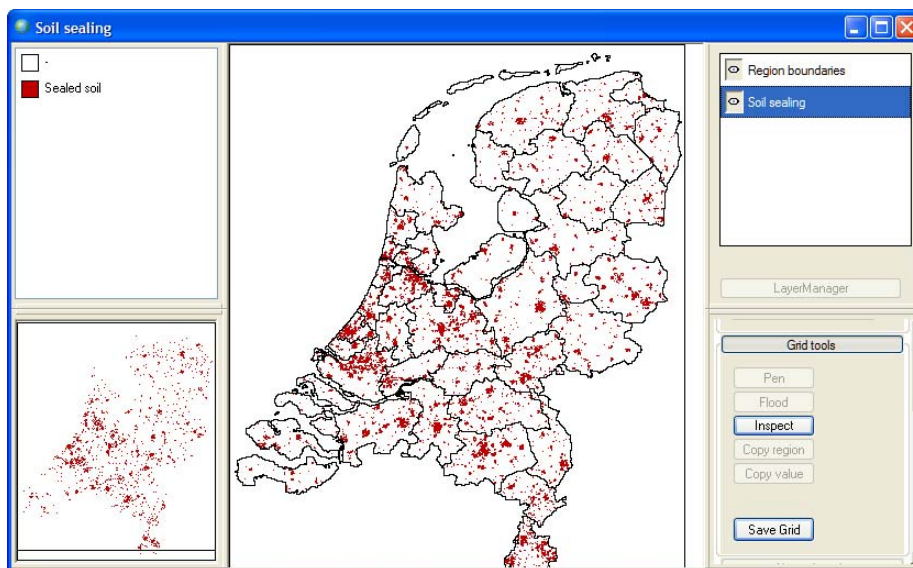 Soil sealing
-
Sealed soil
Region boundaries
Soil sealing
LayerManager
Grid tools
Pen
Flood
Inspect
Copy region
Copy value
Save Grid